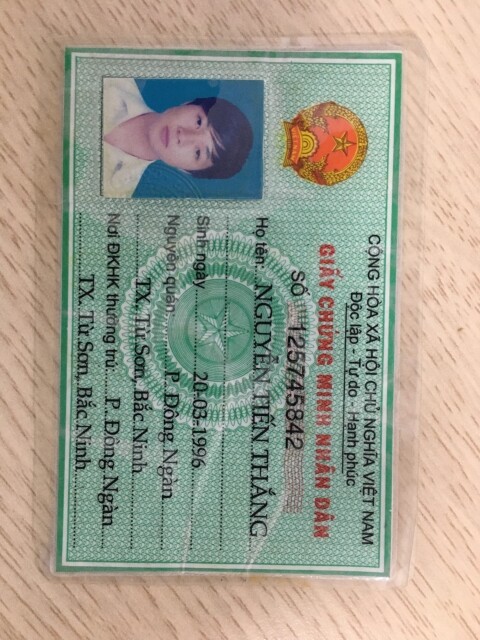 CỘNG HÒA XÃ HỘI CHỦ NGHĨA VIỆT NAM
Độc lập - Tự do - Hạnh phúc
GIẤY CHỨNG MINH NHÂN DÂN
SỐ 125745842
Họ tên: NGUYỄN TIẾN THẮNG
Sinh ngày 20-03-1996
Nguyên quán P. Đồng Ngàn
TX. Từ Sơn, Bắc Ninh
Nơi ĐKHK thường trú: P. Đồng Ngàn
TX. Từ Sơn, Bắc Ninh